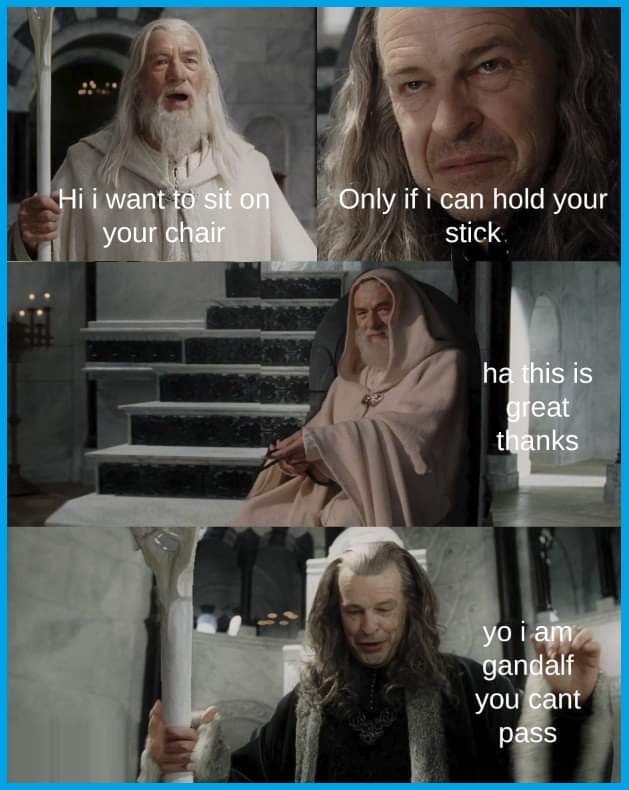 Hi i want to sit on
your chair
Only if i can hold your
stick
ha this is
great
thanks
yo i am
gandalf
you cant
pass